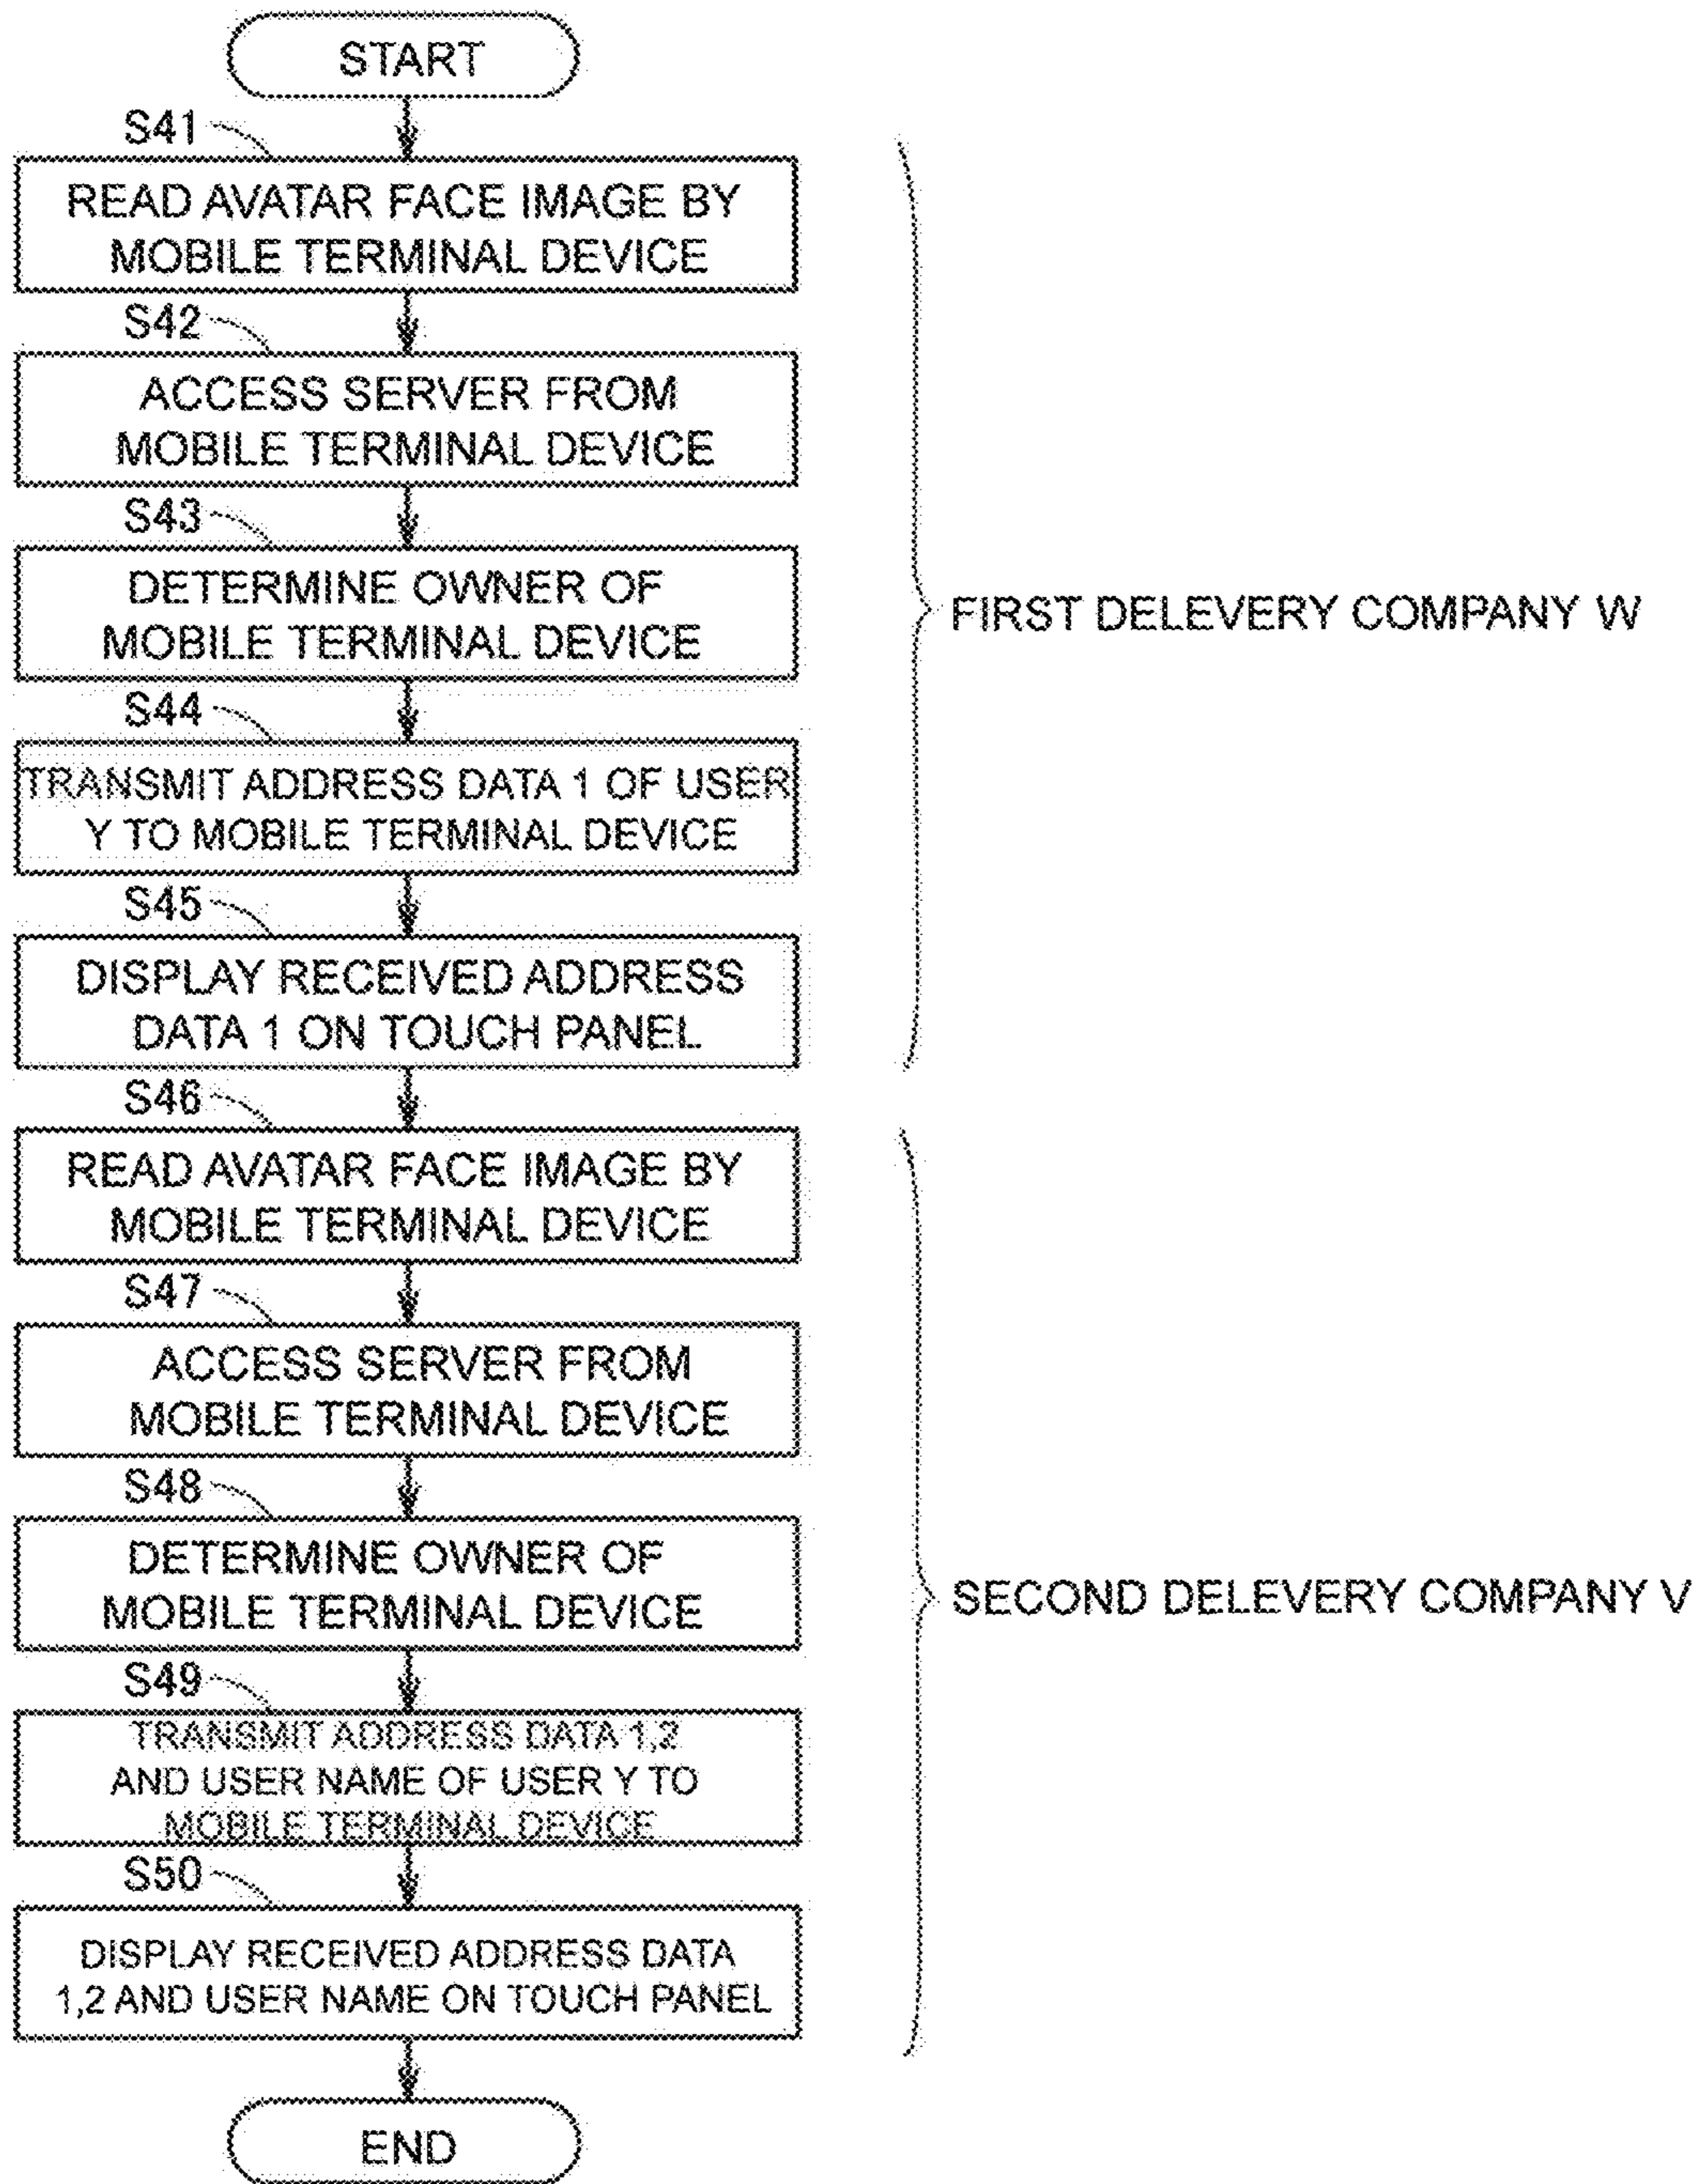 START
S41
READ AVATAR FACE IMAGE BY
MOBILE TERMINAL DEVICE
S42
ACCESS SERVER FROM
MOBILE TERMINAL DEVICE
S43
DETERMINE OWNER OF
MOBILE TERMINAL DEVICE
FIRST DELEVERY COMPANY W
S44
TRANSMIT ADDRESS DATA 1 OF USER
Y TO MOBILE TERMINAL DEVICE
S45
DISPLAY RECEIVED ADDRESS
DATA 1 ON TOUCH PANEL
S46
READ AVATAR FACE IMAGE BY
MOBILE TERMINAL DEVICE
S47
ACCESS SERVER FROM
MOBILE TERMINAL DEVICE
S48
DETERMINE OWNER OF
MOBILE TERMINAL DEVICE
SECOND DELEVERY COMPANY V
S49
TRANSMIT ADDRESS DATA 1,2
AND USER NAME OF USER Y TO
MOBILE TERMINAL DEVICE
S50
DISPLAY RECEIVED ADDRESS DATA
1,2 AND USER NAME ON TOUCH PANEL
END